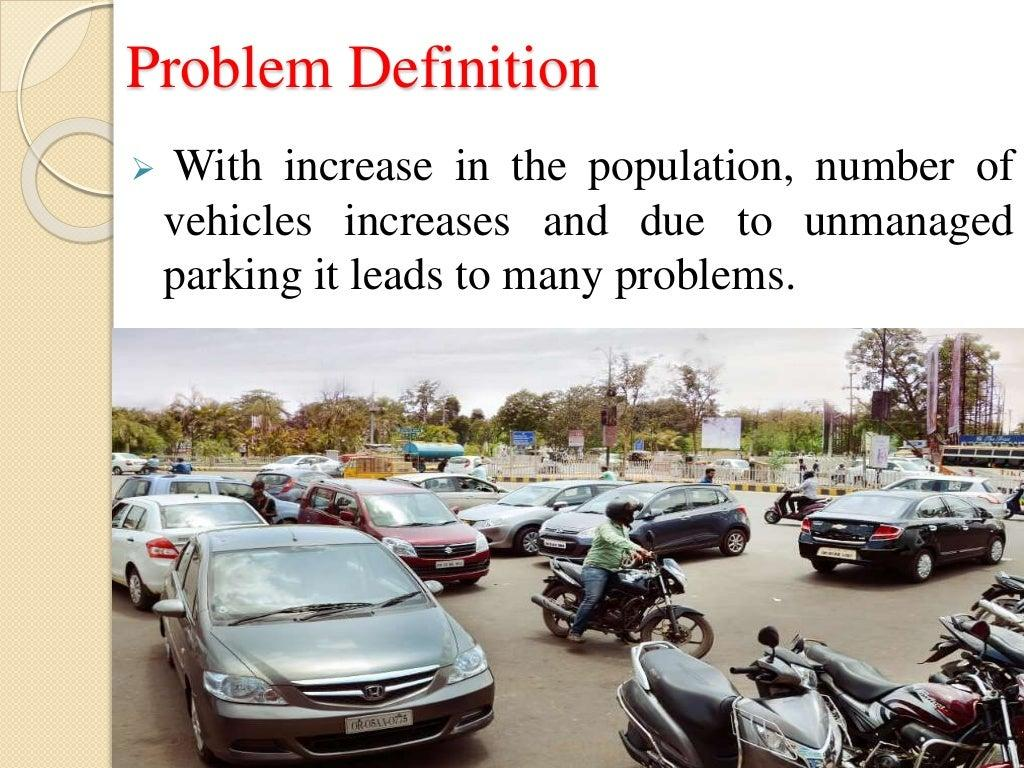 Problem Definition
➢ With increase in the population, number of
vehicles increases and due to unmanaged
parking it leads to many problems.